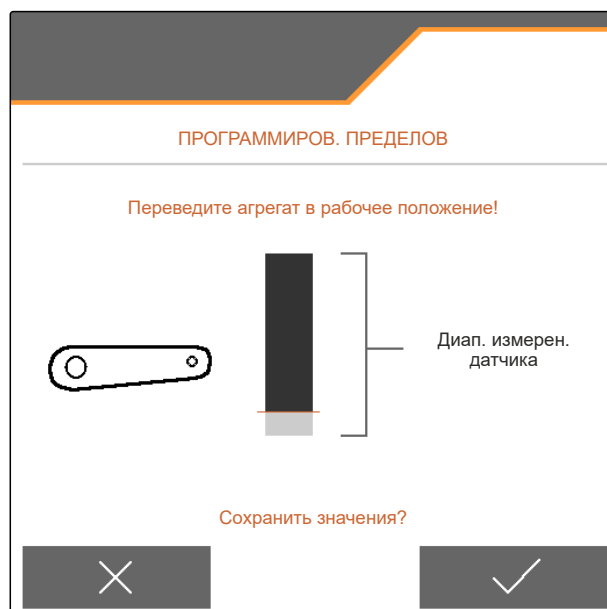 ПРОГРАММИРОВ. ПРЕДЕЛОВ
Переведите агрегат в рабочее положение!
Диап. измерен.
датчика
Сохранить значения?